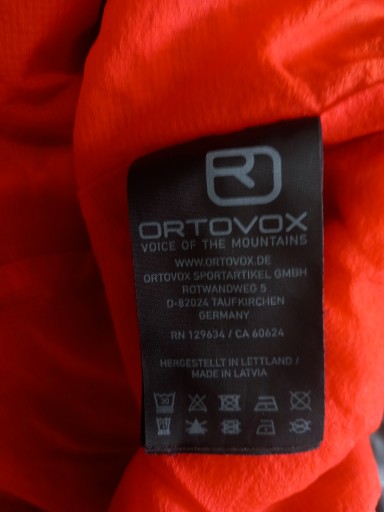 R
ORTOVOX
VOICE OF THE MOUNTAINS
WWW.ORTOVOX.DE
ORTOVOX SPORTARTIKEL GMBH
ROTWANDWEG 5
D-82024 TAUFKIRCHEN
GERMANY
RN 129634 / CA 60624
HERGESTELLT IN LETTLAND /
MADE IN LATVIA
30